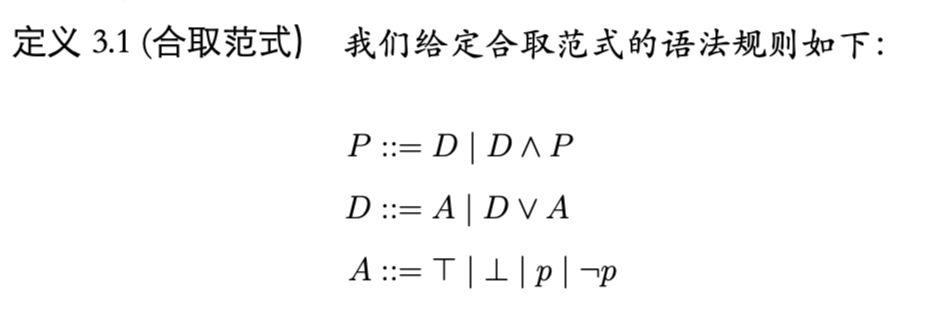 定义 3.1 (合取范式) 我们给定合取范式的语法规则如下：
P ::= D | D ∧ P
D ::= A | D ∨ A
A ::= ⊤ | ⊥ | p | ¬p